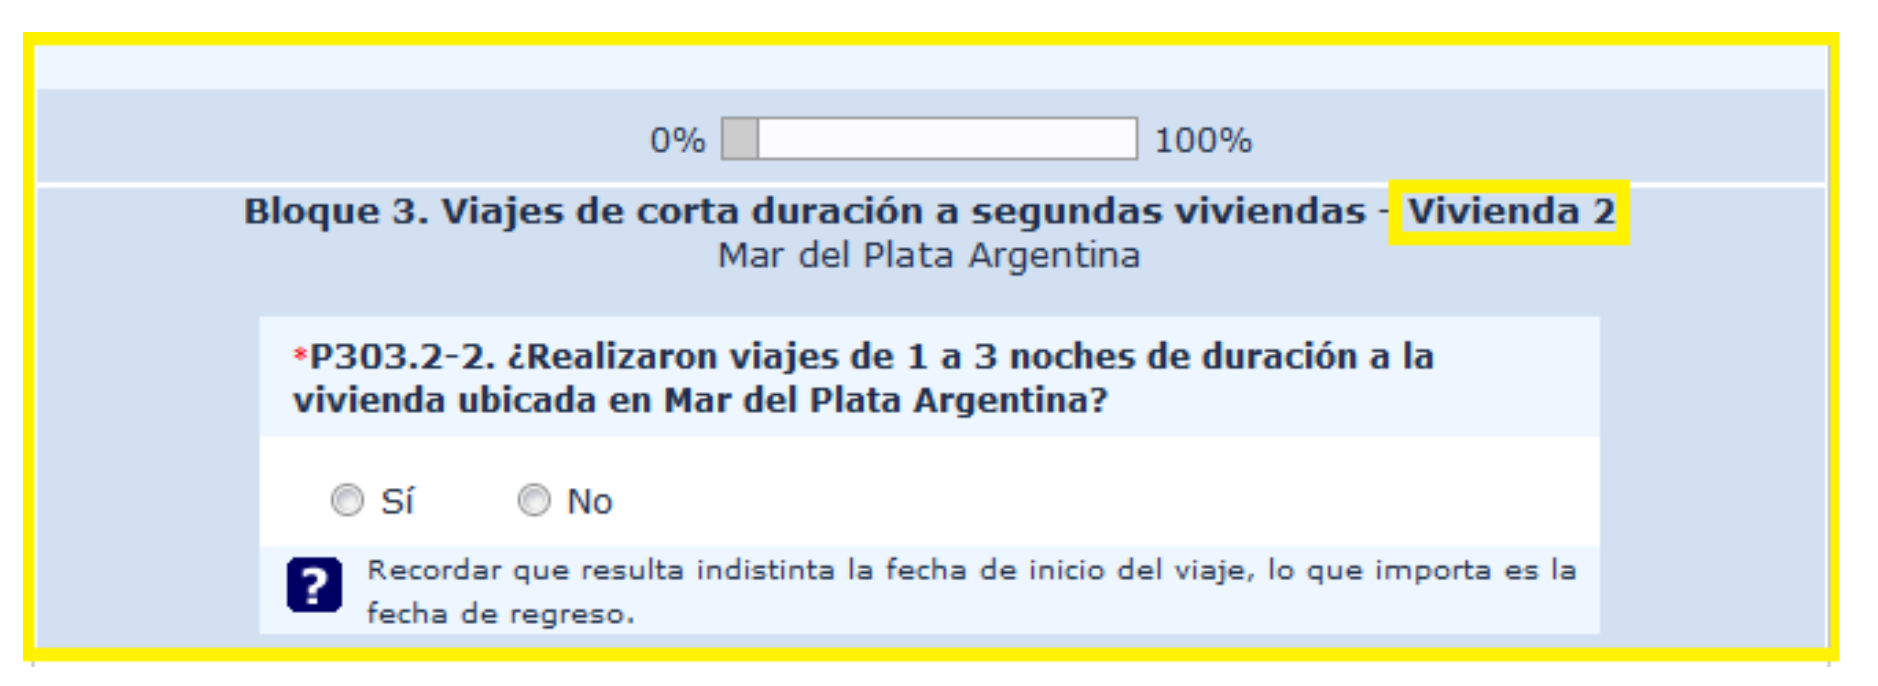 0% 100%
Bloque 3. Viajes de corta duración a segundas viviendas - Vivienda 2
Mar del Plata Argentina
*P303.2-2. ¿Realizaron viajes de 1 a 3 noches de duración a la
vivienda ubicada en Mar del Plata Argentina?
Sí No
? Recordar que resulta indistinta la fecha de inicio del viaje, lo que importa es la
fecha de regreso.